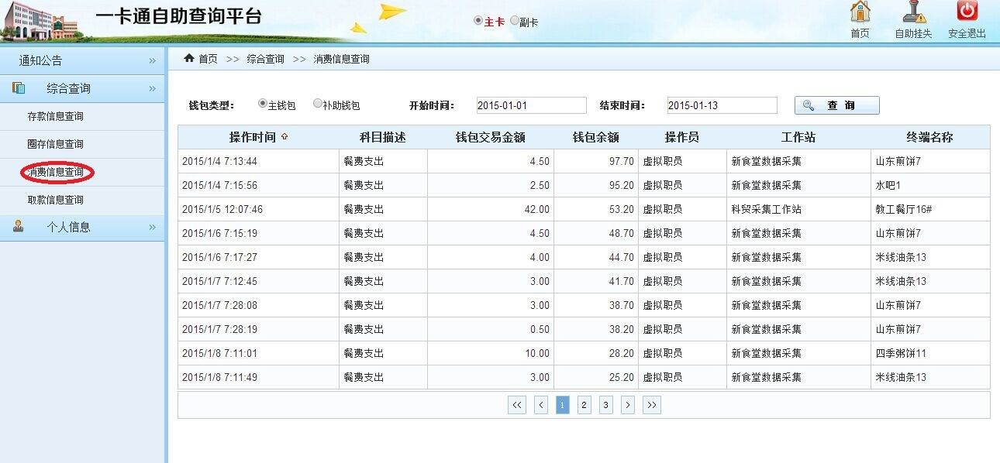 一卡通自助查询平台
主卡 副卡
首页 自助挂失 安全退出
通知公告 »
综合查询 »
存款信息查询
圈存信息查询
消费信息查询
取款信息查询
个人信息 »
首页 >> 综合查询 >> 消费信息查询
钱包类型： 主钱包 补助钱包 开始时间： 2015-01-01 结束时间： 2015-01-13 查 询
操作时间 科目描述 钱包交易金额 钱包余额 操作员 工作站 终端名称
2015/1/4 7:13:44 餐费支出 4.50 97.70 虚拟职员 新食堂数据采集 山东煎饼7
2015/1/4 7:15:56 餐费支出 2.50 95.20 虚拟职员 新食堂数据采集 水吧1
2015/1/5 12:07:46 餐费支出 42.00 53.20 虚拟职员 科贸采集工作站 教工餐厅16#
2015/1/6 7:15:19 餐费支出 4.50 48.70 虚拟职员 新食堂数据采集 山东煎饼7
2015/1/6 7:17:27 餐费支出 4.00 44.70 虚拟职员 新食堂数据采集 米线油条13
2015/1/7 7:12:45 餐费支出 3.00 41.70 虚拟职员 新食堂数据采集 米线油条13
2015/1/7 7:28:08 餐费支出 3.00 38.70 虚拟职员 新食堂数据采集 山东煎饼7
2015/1/7 7:28:19 餐费支出 0.50 38.20 虚拟职员 新食堂数据采集 山东煎饼7
2015/1/8 7:11:01 餐费支出 10.00 28.20 虚拟职员 新食堂数据采集 四季粥饼11
2015/1/8 7:11:49 餐费支出 3.00 25.20 虚拟职员 新食堂数据采集 米线油条13
<< < 1 2 3 > >>